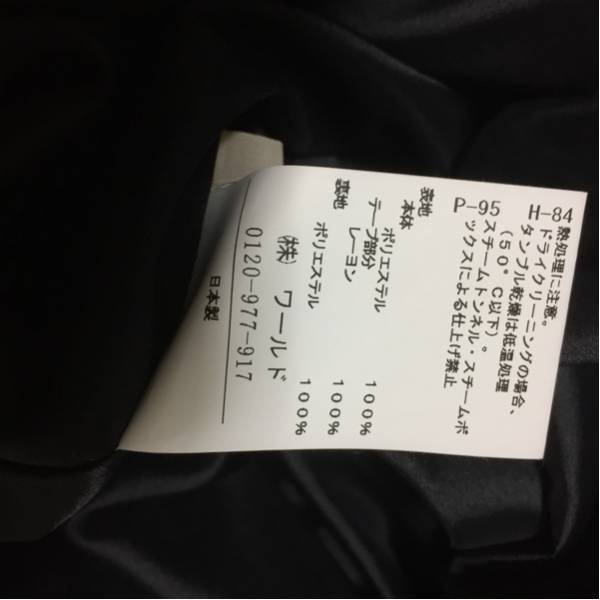 H-84
熱処理に注意。
ドライクリーニングの場合、
タンブル乾燥は低温処理
(50°C以下)。
P-95
スチームトンネル・スチームボ
ックスによる仕上げ禁止
表地
本体
ポリエステル 100%
テープ部分
レーヨン 100%
裏地
ポリエステル 100%
(株) ワールド
0120-977-917
日本製